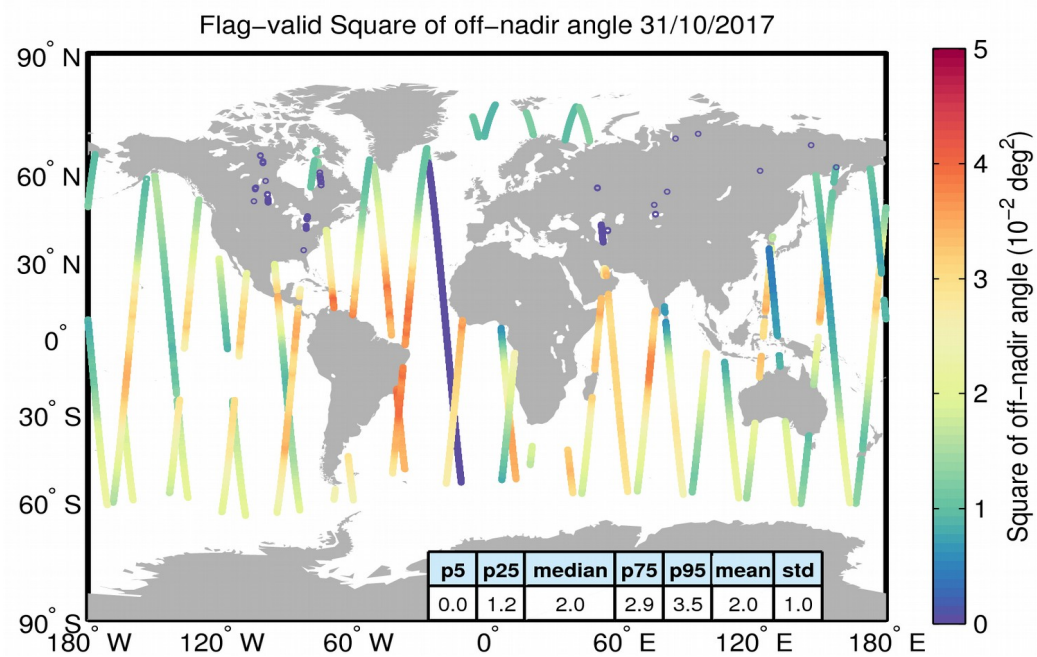 Flag−valid Square of off−nadir angle 31/10/2017
90° N
60° N
30° N
0°
30° S
60° S
90° S
180° W
120° W
60° W
0°
60° E
120° E
180° E
p5 p25 median p75 p95 mean std
0.0 1.2 2.0 2.9 3.5 2.0 1.0
5
4
3
2
1
0
Square of off−nadir angle (10⁻² deg²)